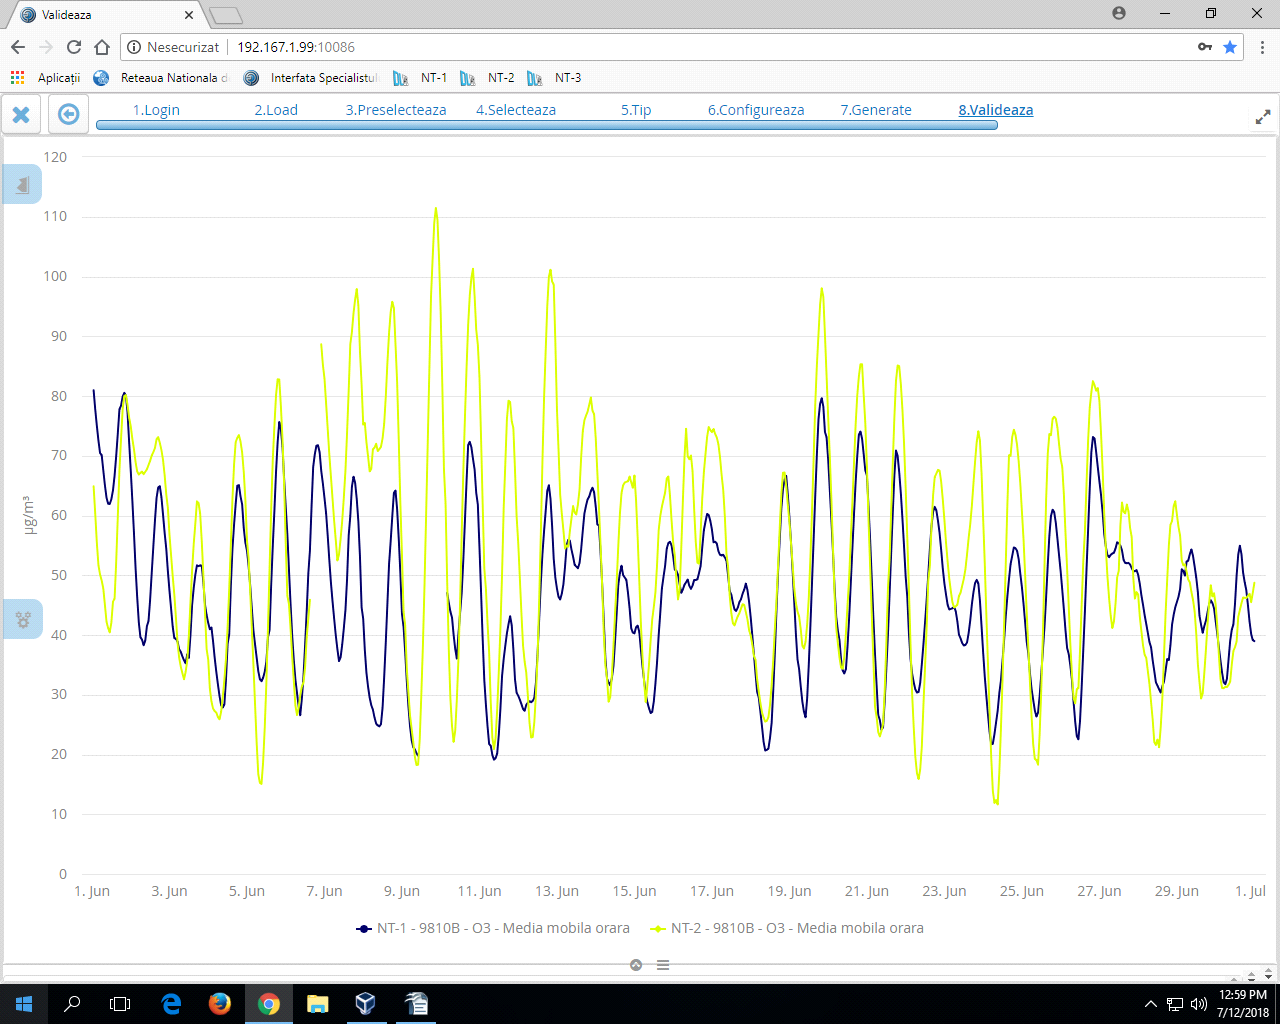 Valideaza
Nesecurizat 192.167.1.99:10086
Aplicații Reteaua Nationala d Interfata Specialistulu NT-1 NT-2 NT-3
1.Login 2.Load 3.Preselecteaza 4.Selecteaza 5.Tip 6.Configureaza 7.Generate 8.Valideaza
120
110
100
90
80
70
60
µg/m³
50
40
30
20
10
0
1. Jun 3. Jun 5. Jun 7. Jun 9. Jun 11. Jun 13. Jun 15. Jun 17. Jun 19. Jun 21. Jun 23. Jun 25. Jun 27. Jun 29. Jun 1. Jul
NT-1 - 9810B - O3 - Media mobila orara NT-2 - 9810B - O3 - Media mobila orara
12:59 PM
7/12/2018